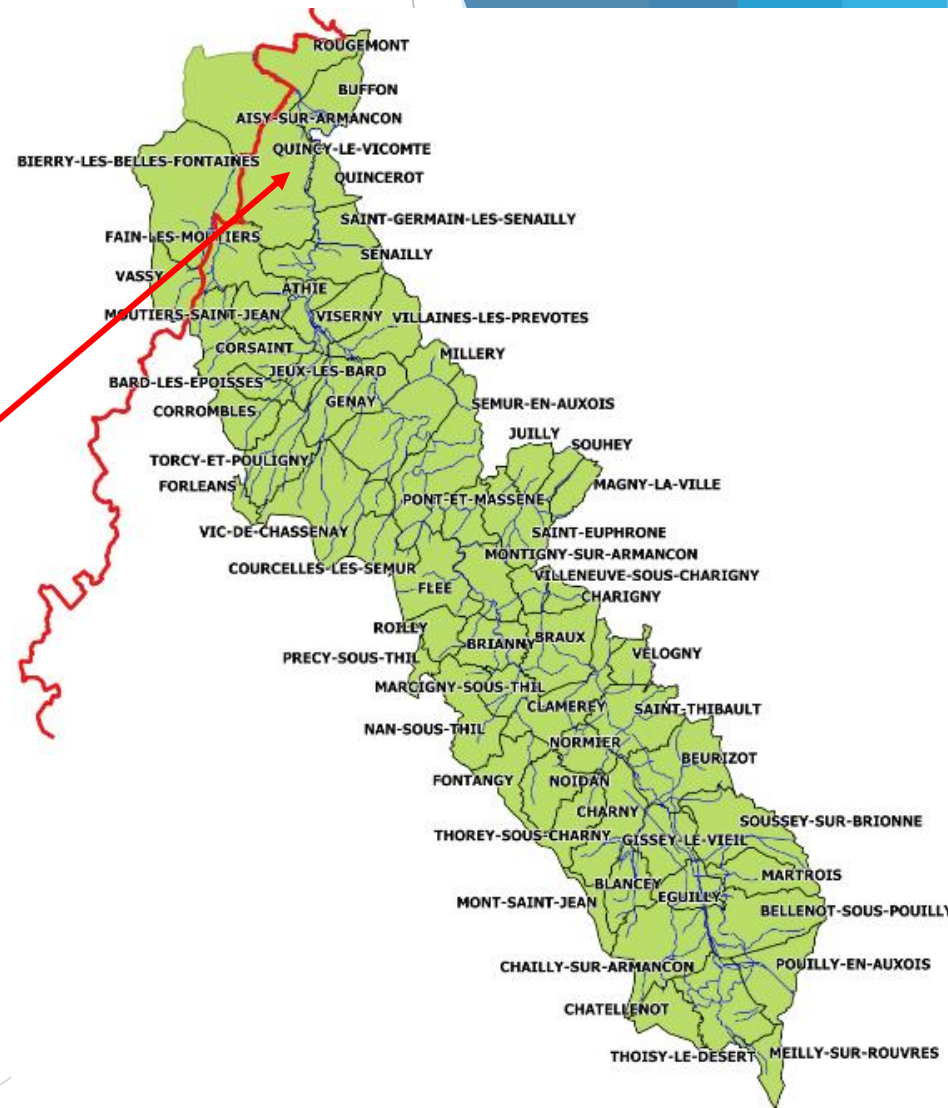 ROUGEMONT
BUFFON
AISY-SUR-ARMANCON
QUINCY-LE-VICOMTE
BIERRY-LES-BELLES-FONTAINES
QUINCEROT
SAINT-GERMAIN-LES-SENAILLY
FAIN-LES-MOUTIERS
SENAILLY
VASSY
ATHIE
MOUTIERS-SAINT-JEAN
VISERNY
VILLAINES-LES-PREVOTES
CORSAINT
MILLERY
JEUX-LES-BARD
BARD-LES-EPOISSES
GENAY
SEMUR-EN-AUXOIS
CORROMBLES
JUILLY
SOUHEY
TORCY-ET-POULIGNY
FORLEANS
MAGNY-LA-VILLE
PONT-ET-MASSENE
VIC-DE-CHASSENAY
SAINT-EUPHRONE
MONTIGNY-SUR-ARMANCON
COURCELLES-LES-SEMUR
VILLENEUVE-SOUS-CHARIGNY
FLEE
CHARIGNY
ROILLY
BRIANNY
BRAUX
VELOGNY
PRECY-SOUS-THIL
MARCIGNY-SOUS-THIL
CLAMEREY
SAINT-THIBAULT
NAN-SOUS-THIL
NORMIER
BEURIZOT
FONTANGY
NOIDAN
CHARNY
SOUSSEY-SUR-BRIONNE
THOREY-SOUS-CHARNY
GISSEY-LE-VIEIL
MARTROIS
BLANCEY
EGUILLY
MONT-SAINT-JEAN
BELLENOT-SOUS-POUILLY
CHAILLY-SUR-ARMANCON
POUILLY-EN-AUXOIS
CHATELLENOT
THOISY-LE-DESERT
MEILLY-SUR-ROUVRES